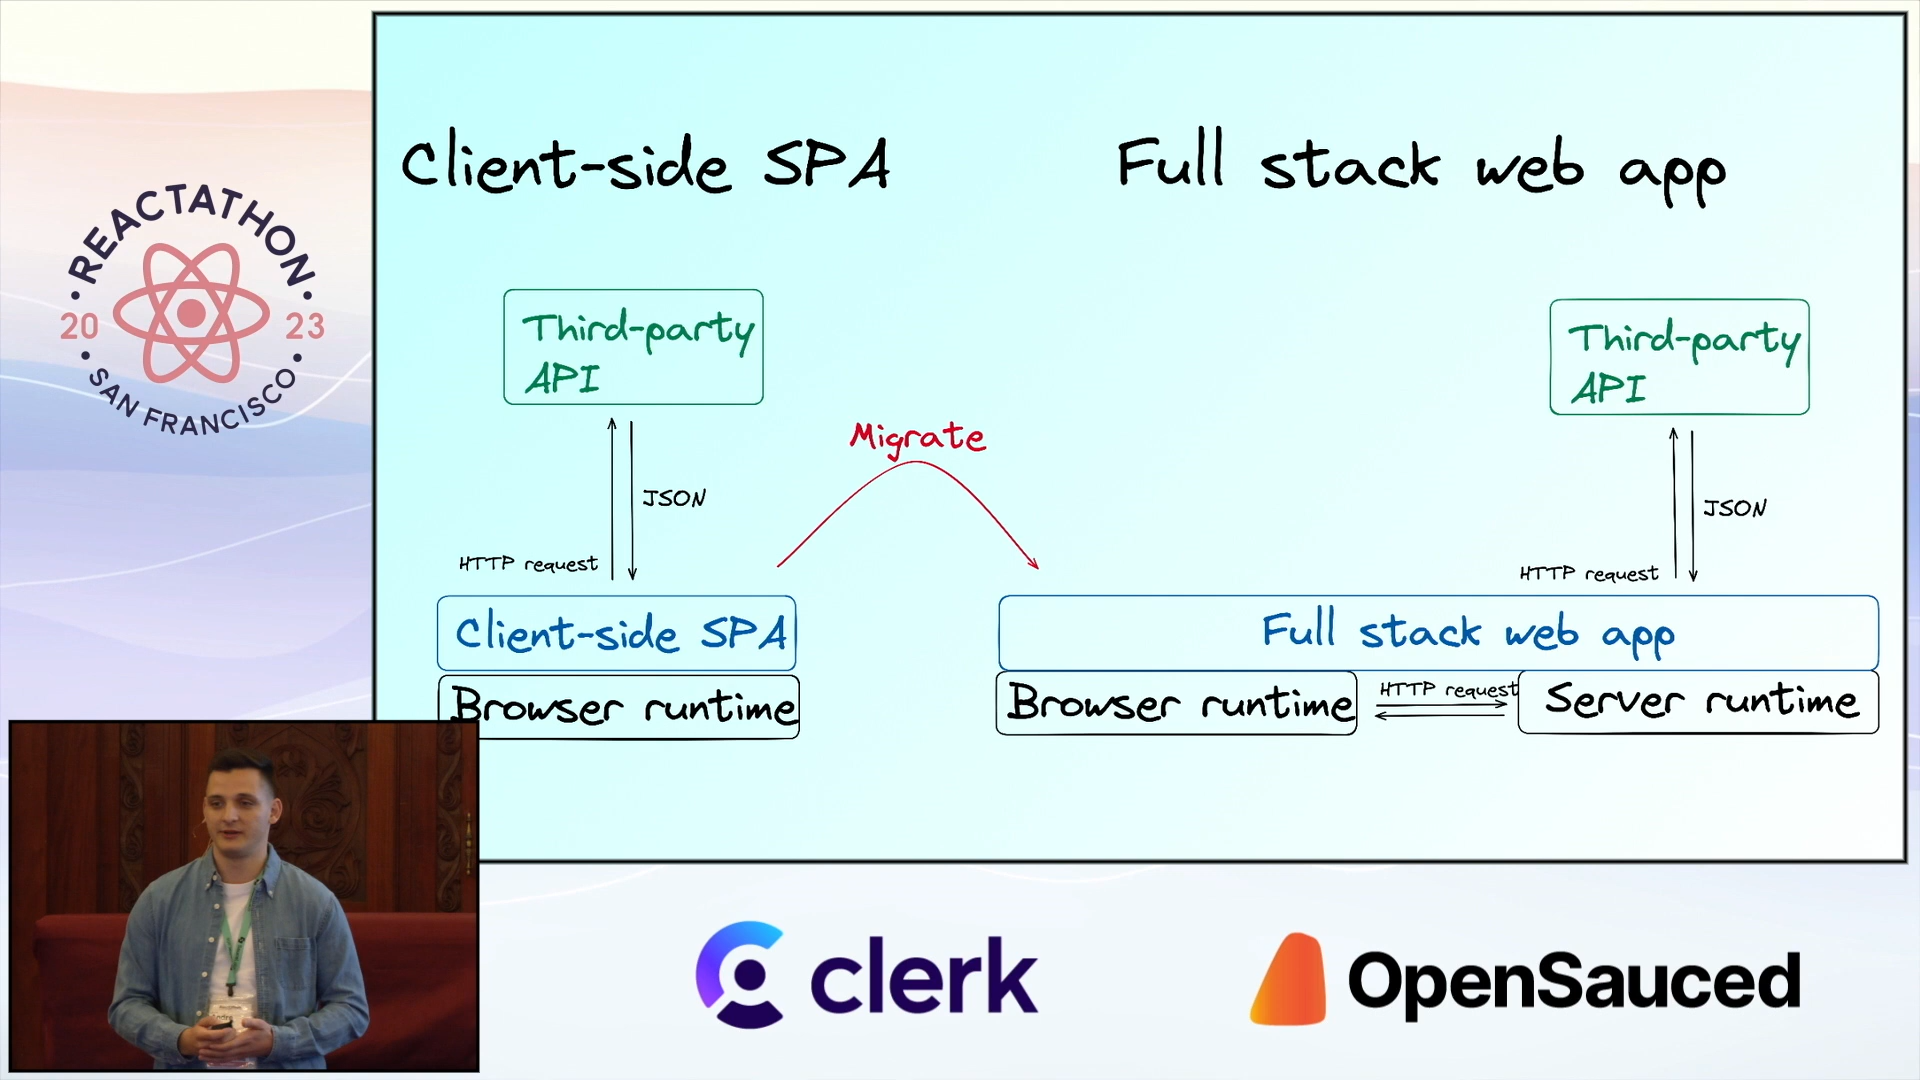 REACTATHON
20 23
SAN FRANCISCO
Client-side SPA
Full stack web app
Third-party
API
Third-party
API
Migrate
JSON
JSON
HTTP request
HTTP request
Client-side SPA
Full stack web app
Browser runtime
Browser runtime
HTTP request
Server runtime
clerk
OpenSauced